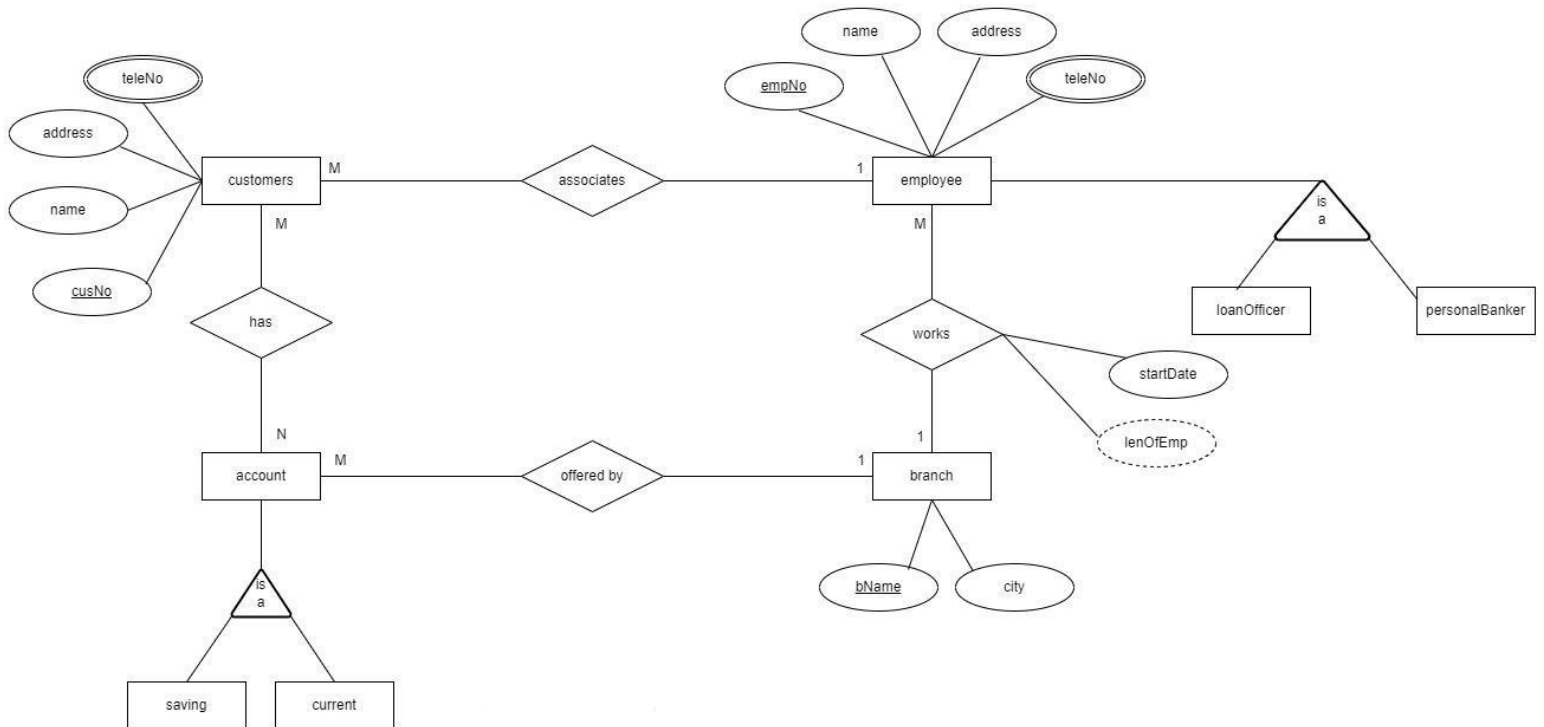 name
address
teleNo
empNo
teleNo
address
customers
M
associates
1
employee
is
a
name
M
M
cusNo
loanOfficer
personalBanker
has
works
startDate
N
1
lenOfEmp
account
M
offered by
1
branch
is
a
bName
city
saving
current